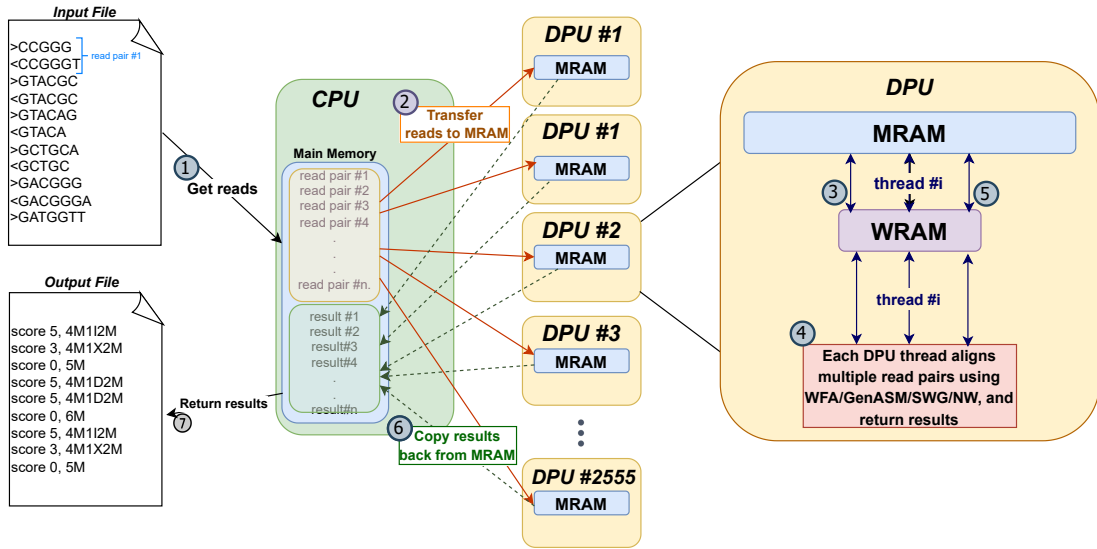 Input File
>CCGGG
<CCGGGT
read pair #1
>GTACGC
<GTACGC
>GTACAG
<GTACA
>GCTGCA
<GCTGC
>GACGGG
<GACGGGA
>GATGGTT
1
Get reads
Output File
score 5, 4M1I2M
score 3, 4M1X2M
score 0, 5M
score 5, 4M1D2M
score 5, 4M1D2M
score 0, 6M
score 5, 4M1I2M
score 3, 4M1X2M
score 0, 5M
Return results
7
CPU
2
Transfer
reads to MRAM
Main Memory
read pair #1
read pair #2
read pair #3
read pair #4
.
.
.
read pair #n.
result #1
result #2
result#3
result#4
.
.
result#n
6
Copy results
back from MRAM
DPU #1
MRAM
DPU #1
MRAM
DPU #2
MRAM
DPU #3
MRAM
DPU #2555
MRAM
DPU
MRAM
3
thread #i
5
WRAM
thread #i
4
Each DPU thread aligns
multiple read pairs using
WFA/GenASM/SWG/NW, and
return results